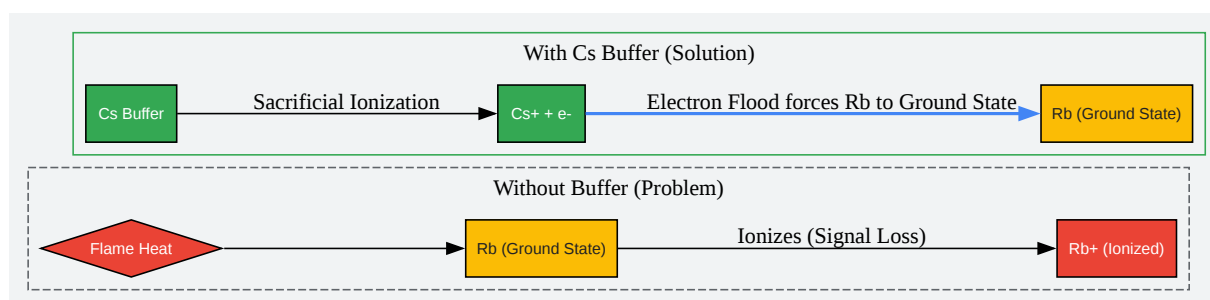 With Cs Buffer (Solution)
Cs Buffer
Sacrificial Ionization
Cs+ + e-
Electron Flood forces Rb to Ground State
Rb (Ground State)
Without Buffer (Problem)
Flame Heat
Rb (Ground State)
Ionizes (Signal Loss)
Rb+ (Ionized)